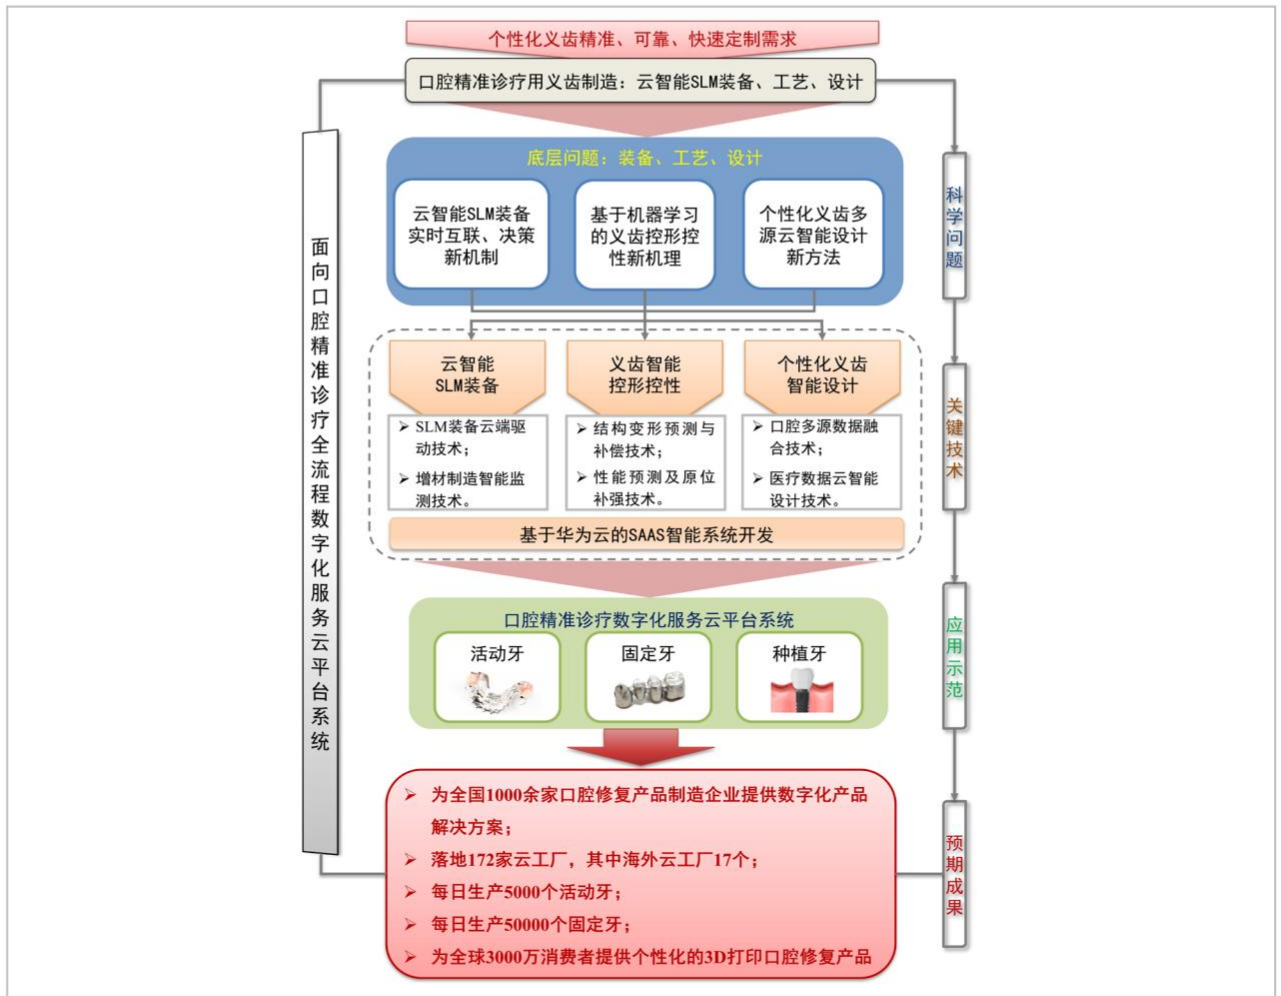 个性化义齿精准、可靠、快速定制需求
口腔精准诊疗用义齿制造：云智能SLM装备、工艺、设计
面向口腔精准诊疗全流程数字化服务云平台系统
底层问题：装备、工艺、设计
云智能SLM装备
实时互联、决策
新机制
基于机器学习
的义齿控形控
性新机理
个性化义齿多
源云智能设计
新方法
科学问题
云智能
SLM装备
义齿智能
控形控性
个性化义齿
智能设计
➢ SLM装备云端驱
动技术；
➢ 增材制造智能监
测技术。
➢ 结构变形预测与
补偿技术；
➢ 性能预测及原位
补强技术。
➢ 口腔多源数据融
合技术；
➢ 医疗数据云智能
设计技术。
基于华为云的SAAS智能系统开发
关键技术
口腔精准诊疗数字化服务云平台系统
活动牙
固定牙
种植牙
应用示范
➢ 为全国1000余家口腔修复产品制造企业提供数字化产品
解决方案；
➢ 落地172家云工厂，其中海外云工厂17个；
➢ 每日生产5000个活动牙；
➢ 每日生产50000个固定牙；
➢ 为全球3000万消费者提供个性化的3D打印口腔修复产品
预期成果